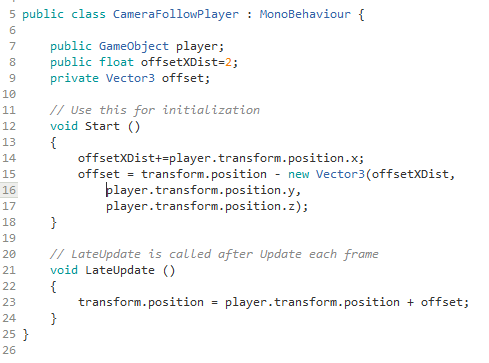 5 public class CameraFollowPlayer : MonoBehaviour {
6
7     public GameObject player;
8     public float offsetXDist=2;
9     private Vector3 offset;
10
11     // Use this for initialization
12     void Start ()
13     {
14         offsetXDist+=player.transform.position.x;
15         offset = transform.position - new Vector3(offsetXDist,
16             player.transform.position.y,
17             player.transform.position.z);
18     }
19
20     // LateUpdate is called after Update each frame
21     void LateUpdate ()
22     {
23         transform.position = player.transform.position + offset;
24     }
25 }
26